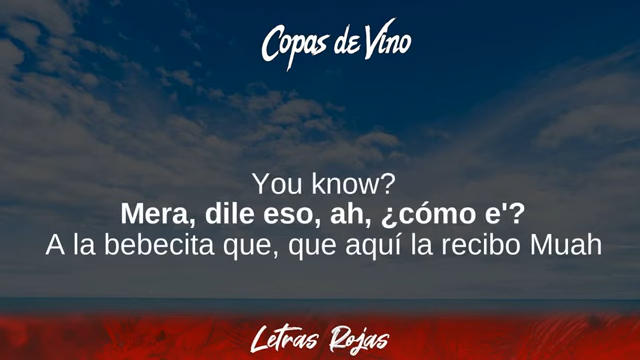 Copas de Vino
You know?
Mera, dile eso, ah, ¿cómo e'?
A la bebecita que, que aquí la recibo Muah
Letras Rojas